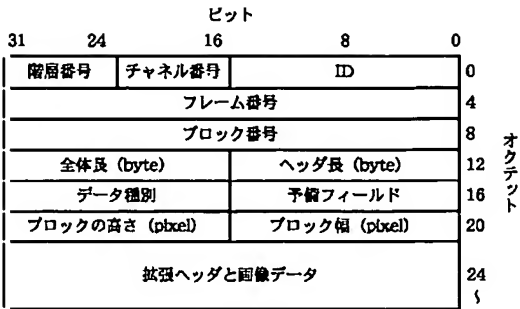 ビット
31 24 16 8 0
階層番号 チャネル番号 ID 0
フレーム番号 4
ブロック番号 8
全体長 (byte) ヘッダ長 (byte) 12
データ種別 予備フィールド 16
ブロックの高さ (pixel) ブロック幅 (pixel) 20
拡張ヘッダと画像データ 24
〜
オクテット